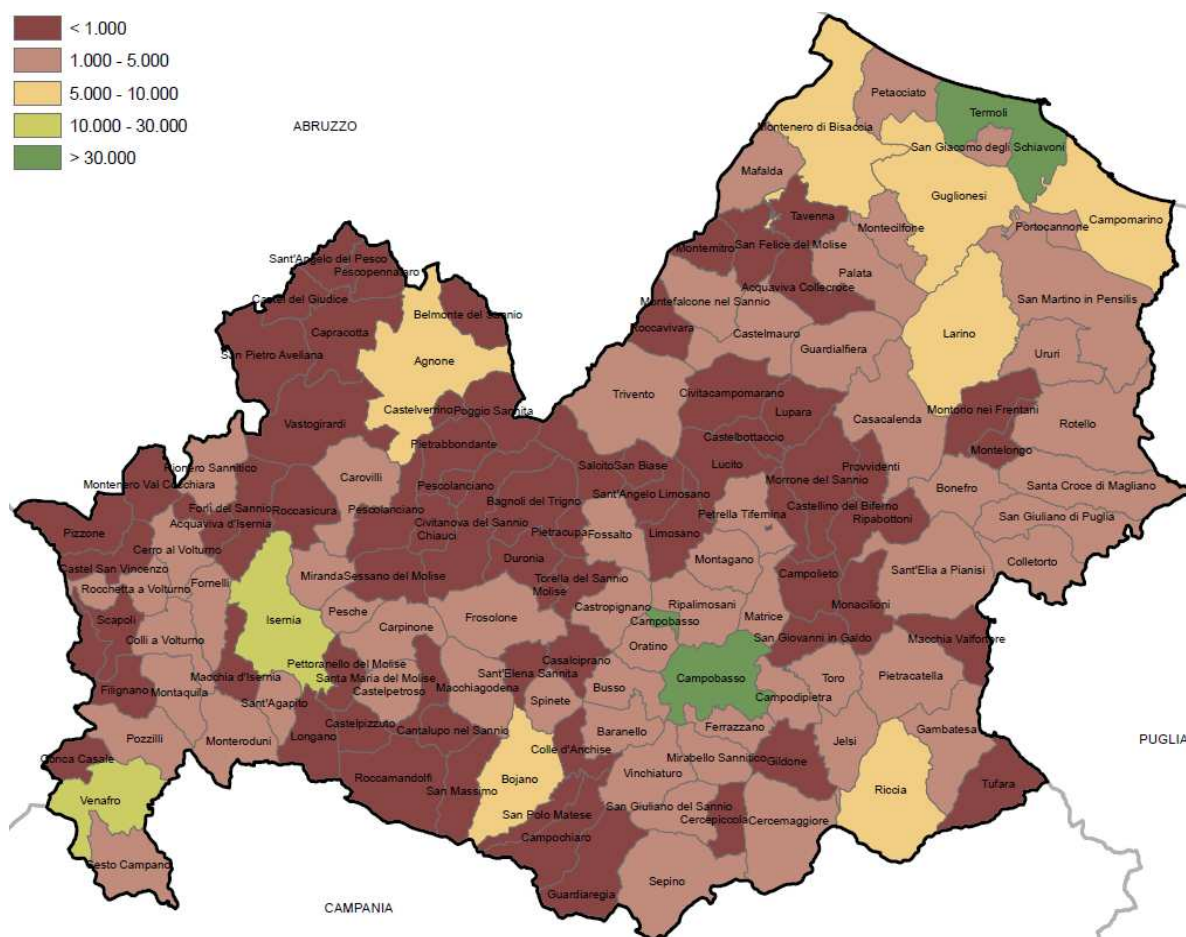 < 1.000
1.000 - 5.000
5.000 - 10.000
10.000 - 30.000
> 30.000
ABRUZZO
Petacciato
Termoli
Montenero di Bisaccia
San Giacomo degli Schiavoni
Mafalda
Guglionesi
Tavenna
Campomarino
Montecilfone
Portocannone
Montemitro
San Felice del Molise
Sant'Angelo del Pesco
Pescopennataro
Palata
Acquaviva Collecroce
Castel del Giudice
Montefalcone nel Sannio
San Martino in Pensilis
Belmonte del Sannio
Roccavivara
Capracotta
Castelmauro
Larino
Guardialfiera
San Pietro Avellana
Agnone
Ururi
Trivento
Civitacampomarano
Castelverrino
Poggio Sannita
Lupara
Montorio nei Frentani
Casacalenda
Rotello
Vastogirardi
Castelbottaccio
Pietrabbondante
Montelongo
Lucito
Provvidenti
Rionero Sannitico
Salcito
San Biase
Carovilli
Pescolanciano
Morrone del Sannio
Montenero Val Cocchiara
Santa Croce di Magliano
Bonefro
Sant'Angelo Limosano
Bagnoli del Trigno
Forlì del Sannio
Roccasicura
Pescolanciano
Castellino del Biferno
Petrella Tifernina
Ripabottoni
San Giuliano di Puglia
Acquaviva d'Isernia
Civitanova del Sannio
Pizzone
Chiauci
Pietracupa
Fossalto
Limosano
Cerro al Volturno
Duronia
Montagano
Colletorto
Castel San Vincenzo
Sant'Elia a Pianisi
Miranda
Sessano del Molise
Torella del Sannio
Campolieto
Fornelli
Rocchetta a Volturno
Molise
Castropignano
Ripalimosani
Monacilioni
Pesche
Frosolone
Matrice
Scapoli
Isernia
Campobasso
Carpinone
Colli a Volturno
San Giovanni in Galdo
Macchia Valfortore
Oratino
Pettoranello del Molise
Casalciprano
Sant'Elena Sannita
Macchia d'Isernia
Santa Maria del Molise
Campobasso
Toro
Pietracatella
Filignano
Montaquila
Castelpetroso
Macchiagodena
Busso
Campodipietra
Sant'Agapito
Spinete
Castelpizzuto
Cantalupo nel Sannio
Baranello
Ferrazzano
Gambatesa
Pozzilli
Monteroduni
Longano
PUGLIA
Jelsi
Colle d'Anchise
Conca Casale
Mirabello Sannitico
Gildone
Roccamandolfi
Bojano
Vinchiaturo
Tufara
Riccia
San Massimo
Venafro
San Giuliano del Sannio
San Polo Matese
Cercepiccola
Cercemaggiore
Campochiaro
Sesto Campano
Sepino
Guardiaregia
CAMPANIA